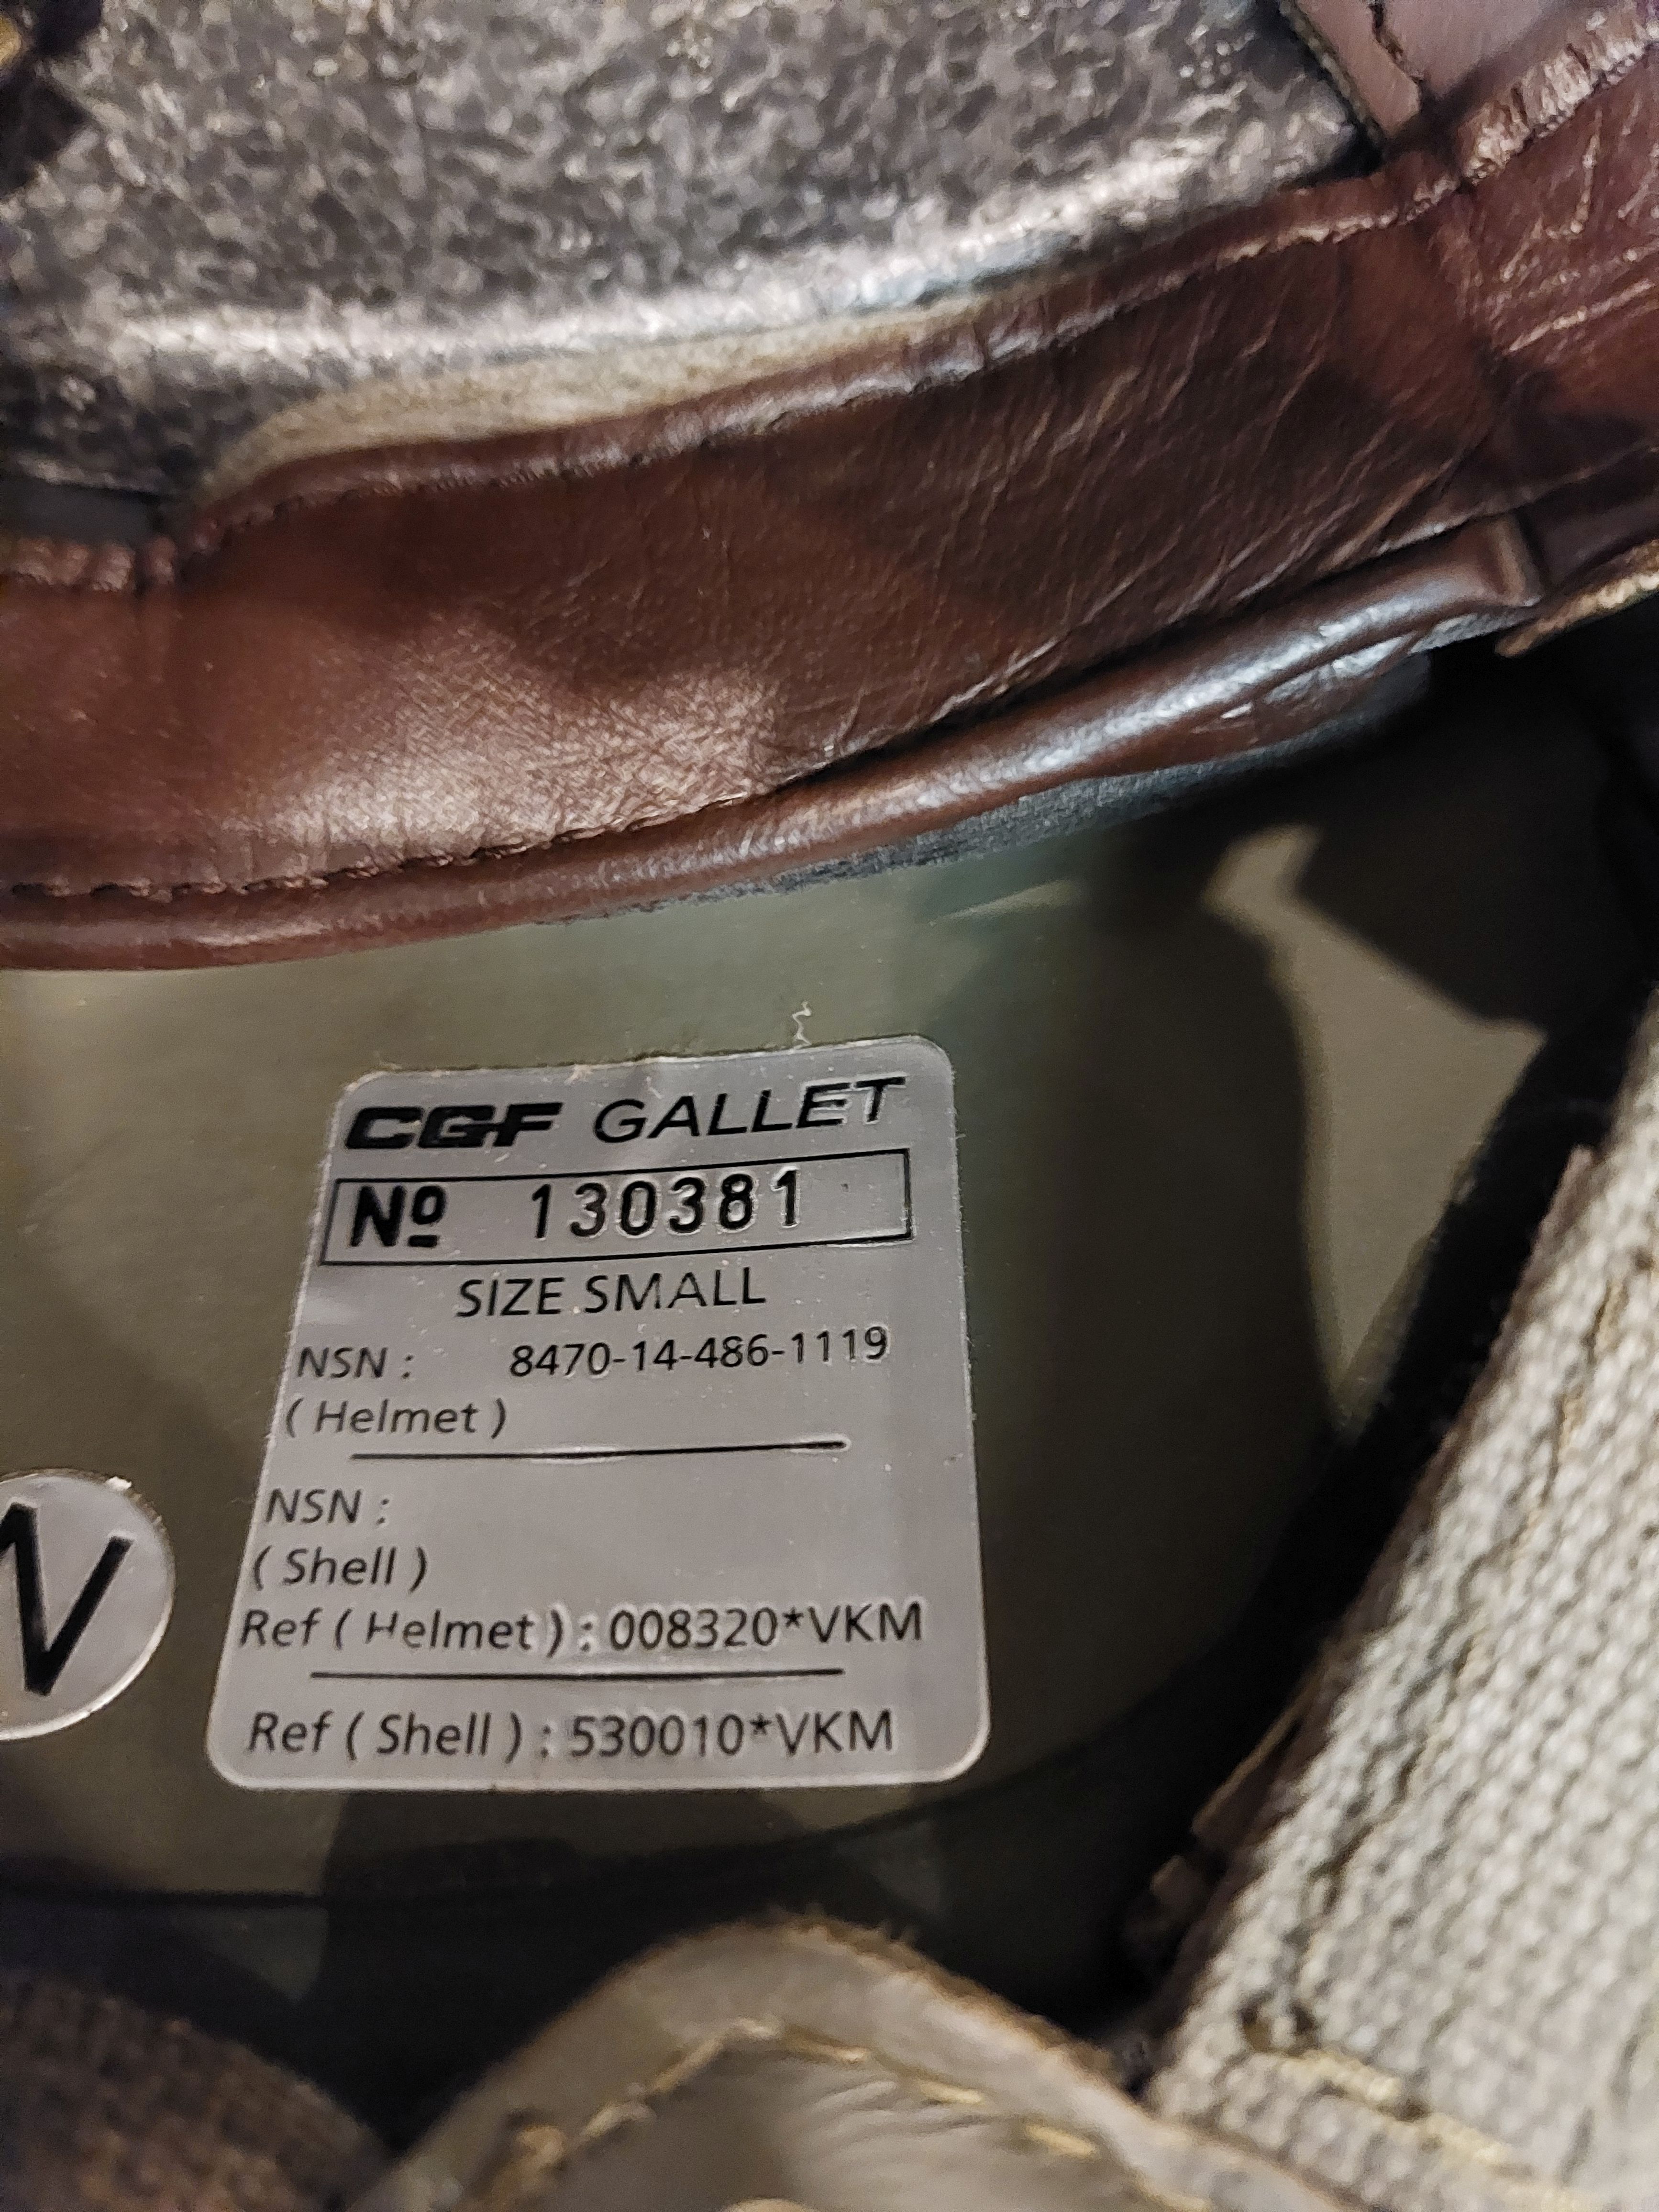 CGF GALLET
Nº 130381
SIZE SMALL
NSN : 8470-14-486-1119
( Helmet )
NSN :
( Shell )
Ref ( Helmet ) : 008320*VKM
Ref ( Shell ) : 530010*VKM
N